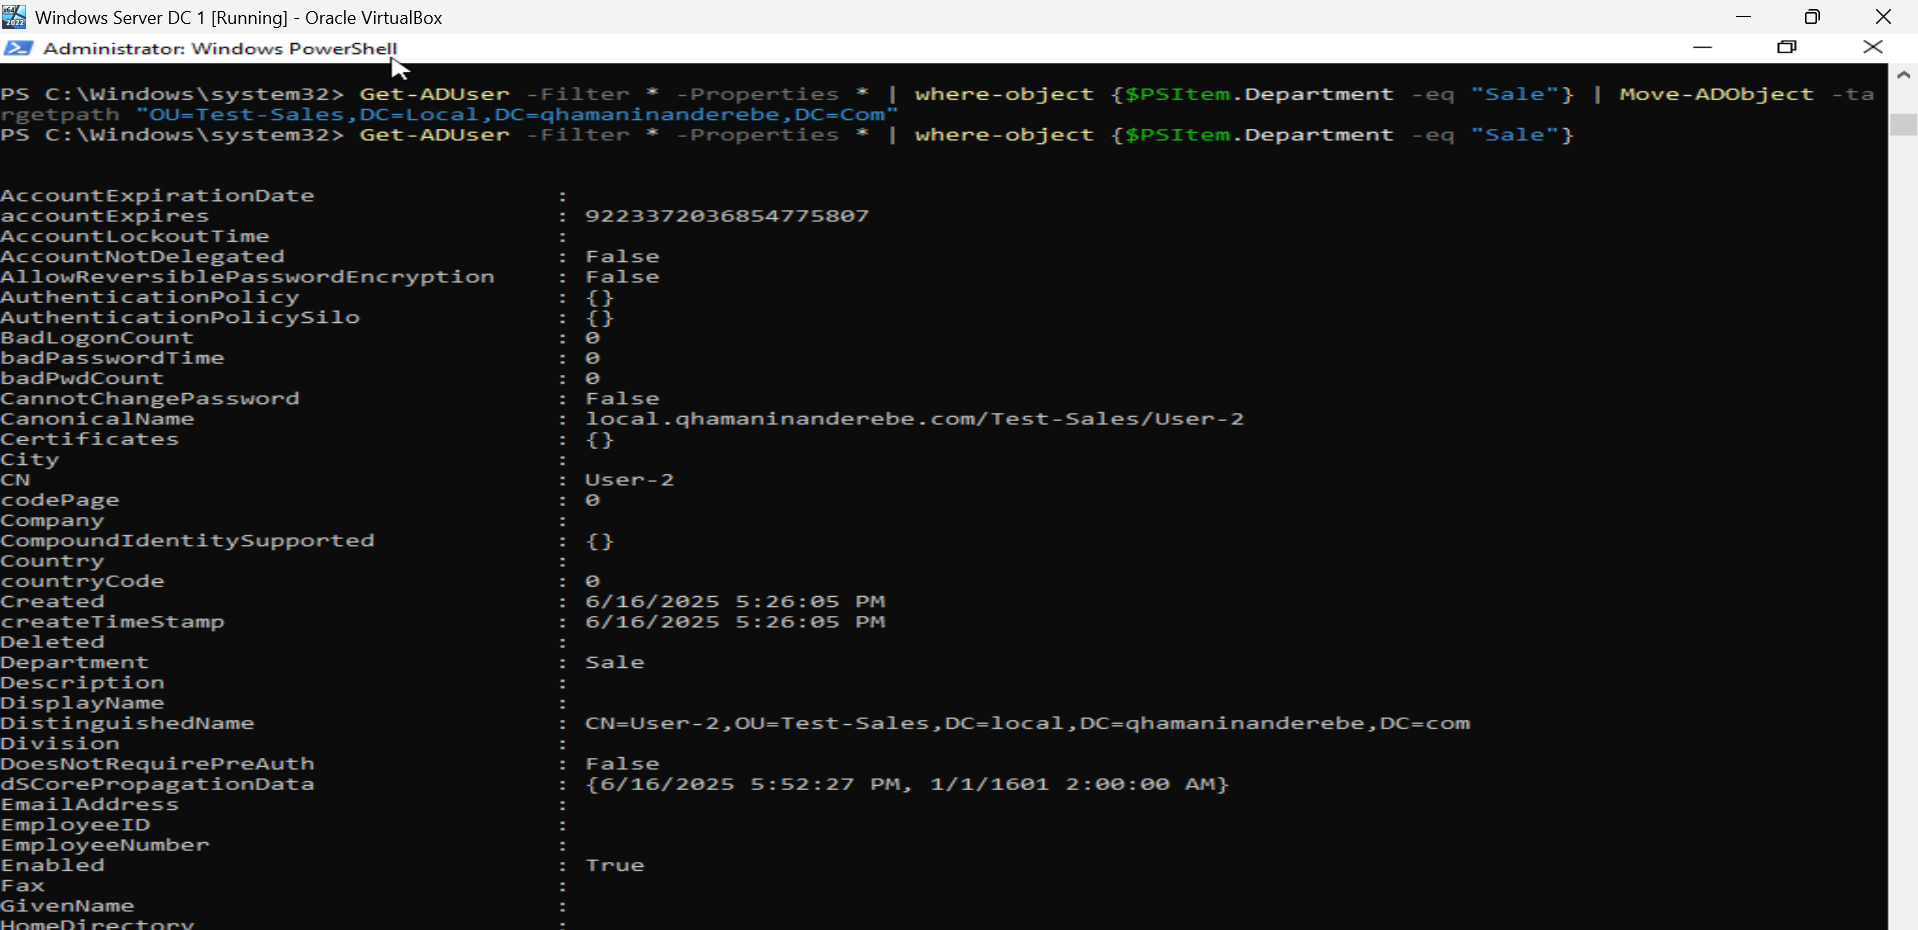 Windows Server DC 1 [Running] - Oracle VirtualBox
Administrator: Windows PowerShell
PS C:\Windows\system32> Get-ADUser -Filter * -Properties * | where-object {$PSItem.Department -eq "Sale"} | Move-ADObject -ta
rgetpath "OU=Test-Sales,DC=Local,DC=qhamaninanderebe,DC=Com"
PS C:\Windows\system32> Get-ADUser -Filter * -Properties * | where-object {$PSItem.Department -eq "Sale"}
AccountExpirationDate :
accountExpires : 9223372036854775807
AccountLockoutTime :
AccountNotDelegated : False
AllowReversiblePasswordEncryption : False
AuthenticationPolicy : {}
AuthenticationPolicySilo : {}
BadLogonCount : 0
badPasswordTime : 0
badPwdCount : 0
CannotChangePassword : False
CanonicalName : local.qhamaninanderebe.com/Test-Sales/User-2
Certificates : {}
City :
CN : User-2
codePage : 0
Company :
CompoundIdentitySupported : {}
Country :
countryCode : 0
Created : 6/16/2025 5:26:05 PM
createTimeStamp : 6/16/2025 5:26:05 PM
Deleted :
Department : Sale
Description :
DisplayName :
DistinguishedName : CN=User-2,OU=Test-Sales,DC=local,DC=qhamaninanderebe,DC=com
Division :
DoesNotRequirePreAuth : False
dSCorePropagationData : {6/16/2025 5:52:27 PM, 1/1/1601 2:00:00 AM}
EmailAddress :
EmployeeID :
EmployeeNumber :
Enabled : True
Fax :
GivenName :
HomeDirectory :